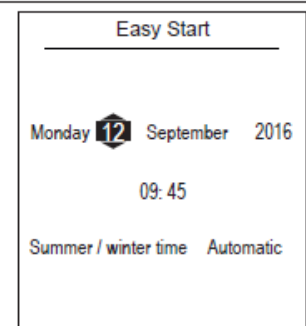 Easy Start
Monday 12 September 2016
09: 45
Summer / winter time Automatic